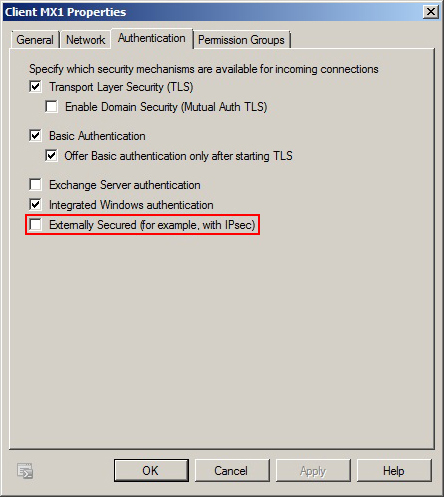 Client MX1 Properties
General Network Authentication Permission Groups
Specify which security mechanisms are available for incoming connections
Transport Layer Security (TLS)
Enable Domain Security (Mutual Auth TLS)
Basic Authentication
Offer Basic authentication only after starting TLS
Exchange Server authentication
Integrated Windows authentication
Externally Secured (for example, with IPsec)
OK Cancel Apply Help